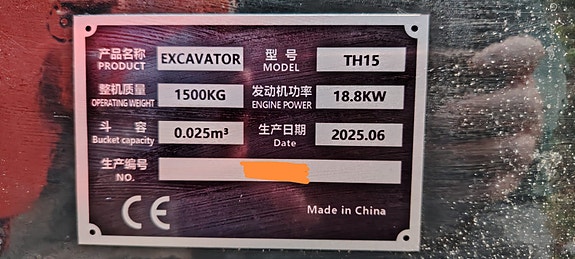 产品名称 EXCAVATOR 型 号 TH15
PRODUCT MODEL
整机质量 1500KG 发动机功率 18.8KW
OPERATING WEIGHT ENGINE POWER
斗 容 0.025m³ 生产日期 2025.06
Bucket capacity Date
生产编号
NO.
CE Made in China